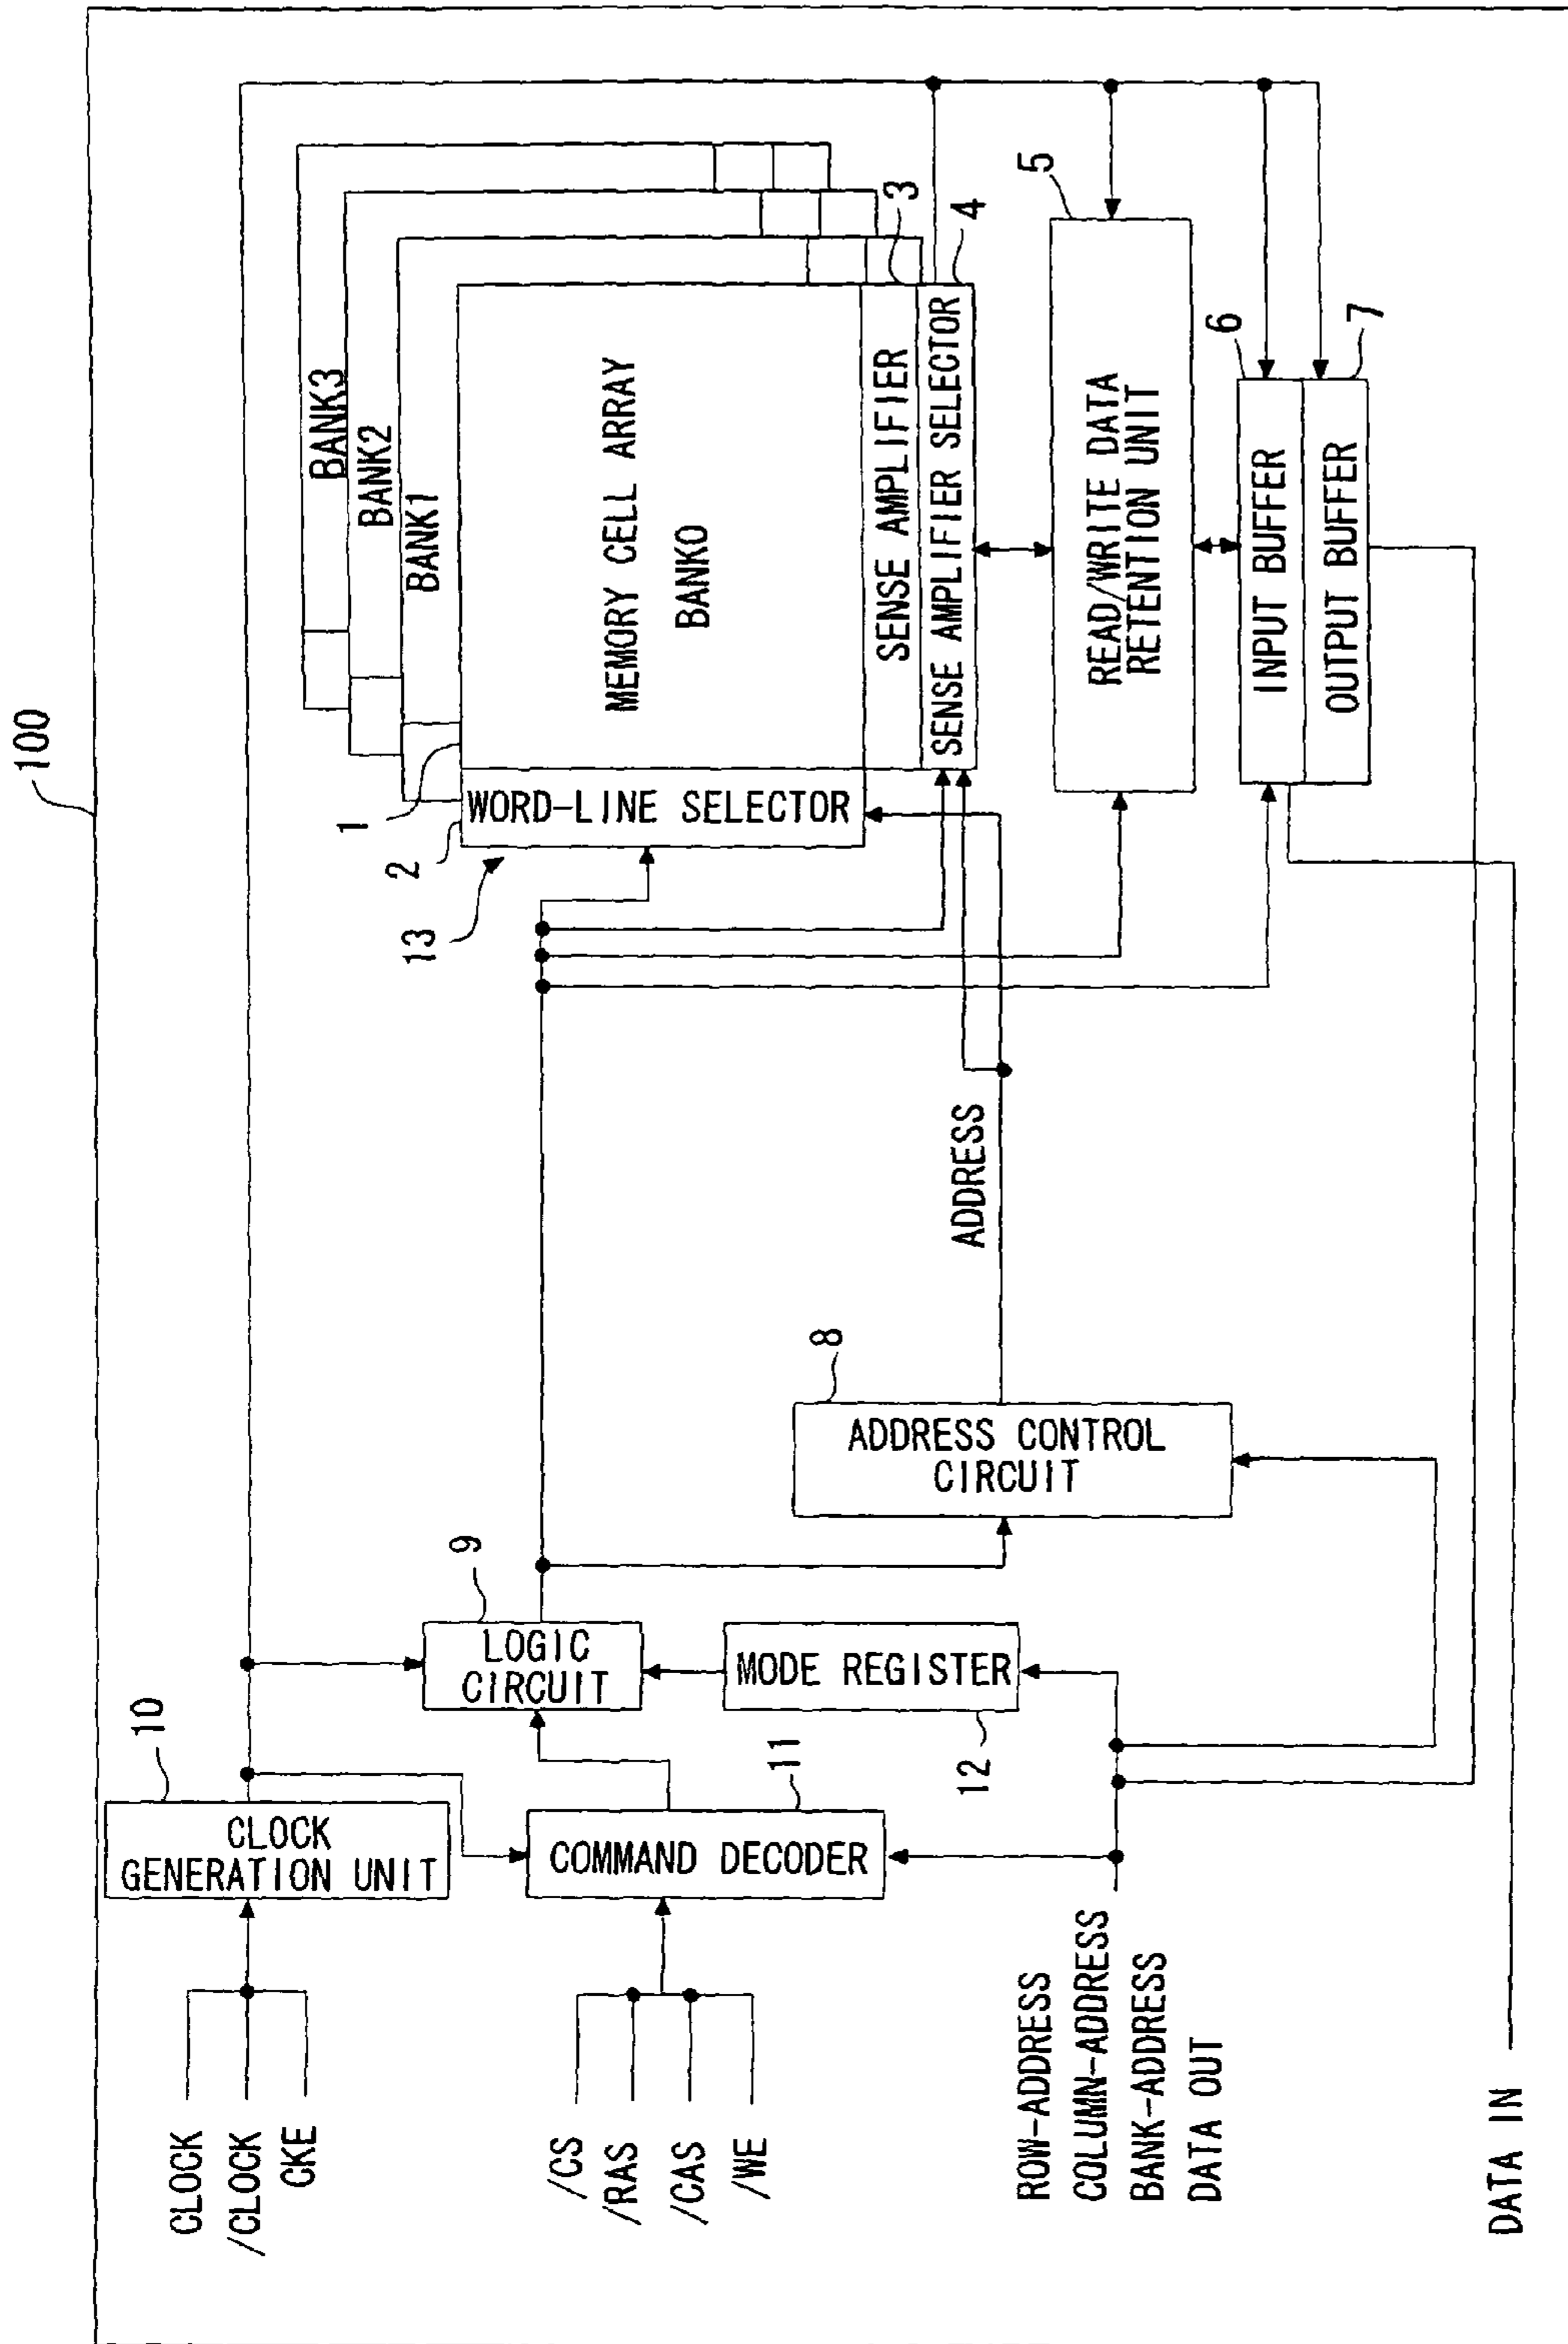 100
CLOCK
/CLOCK
CKE
10
CLOCK
GENERATION UNIT
/CS
/RAS
/CAS
/WE
11
COMMAND DECODER
9
LOGIC
CIRCUIT
12
MODE REGISTER
ROW-ADDRESS
COLUMN-ADDRESS
BANK-ADDRESS
DATA OUT
DATA IN
8
ADDRESS CONTROL
CIRCUIT
ADDRESS
13
2
1
WORD-LINE SELECTOR
BANK3
BANK2
BANK1
MEMORY CELL ARRAY
BANK0
SENSE AMPLIFIER
3
SENSE AMPLIFIER SELECTOR
4
5
READ/WRITE DATA
RETENTION UNIT
6
INPUT BUFFER
OUTPUT BUFFER
7